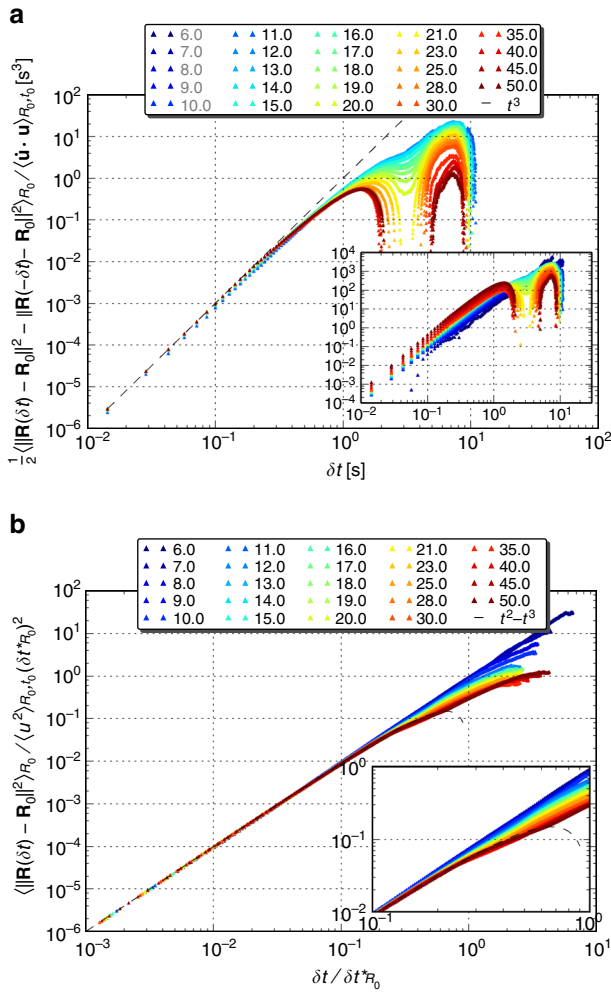 a
6.0 11.0 16.0 21.0 35.0
7.0 12.0 17.0 23.0 40.0
8.0 13.0 18.0 25.0 45.0
9.0 14.0 19.0 28.0 50.0
10.0 15.0 20.0 30.0 – t³
½⟨‖R(δt) − R₀‖² − ‖R(−δt) − R₀‖²⟩R₀,t₀ / ⟨u̇ · u⟩R₀ [s³]
10²
10¹
10⁰
10⁻¹
10⁻²
10⁻³
10⁻⁴
10⁻⁵
10⁻⁶
10⁻² 10⁻¹ 10⁰ 10¹ 10²
δt [s]
10⁴
10³
10²
10¹
10⁰
10⁻¹
10⁻²
10⁻³
10⁻⁴
10⁻² 10⁻¹ 10⁰ 10¹
b
6.0 11.0 16.0 21.0 35.0
7.0 12.0 17.0 23.0 40.0
8.0 13.0 18.0 25.0 45.0
9.0 14.0 19.0 28.0 50.0
10.0 15.0 20.0 30.0 – t²–t³
⟨‖R(δt) − R₀‖²⟩R₀,t₀ / ⟨u²⟩R₀,t₀ (δt*R₀)²
10²
10¹
10⁰
10⁻¹
10⁻²
10⁻³
10⁻⁴
10⁻⁵
10⁻⁶
10⁻³ 10⁻² 10⁻¹ 10⁰ 10¹
δt / δt*R₀
10⁰
10⁻¹
10⁻²
10⁻¹ 10⁰